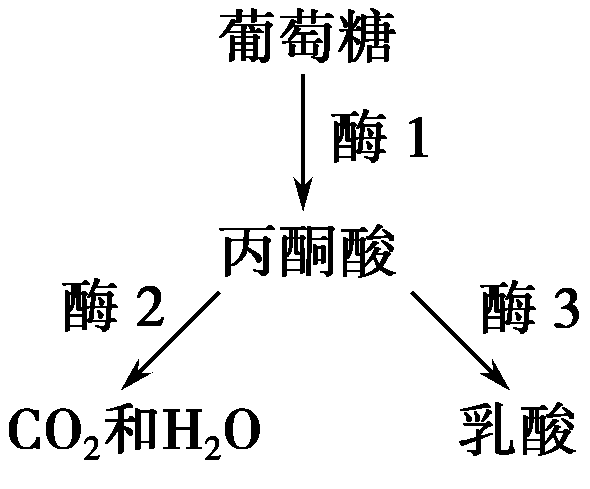 葡萄糖
酶 1
丙酮酸
酶 2
酶 3
CO₂和H₂O
乳酸